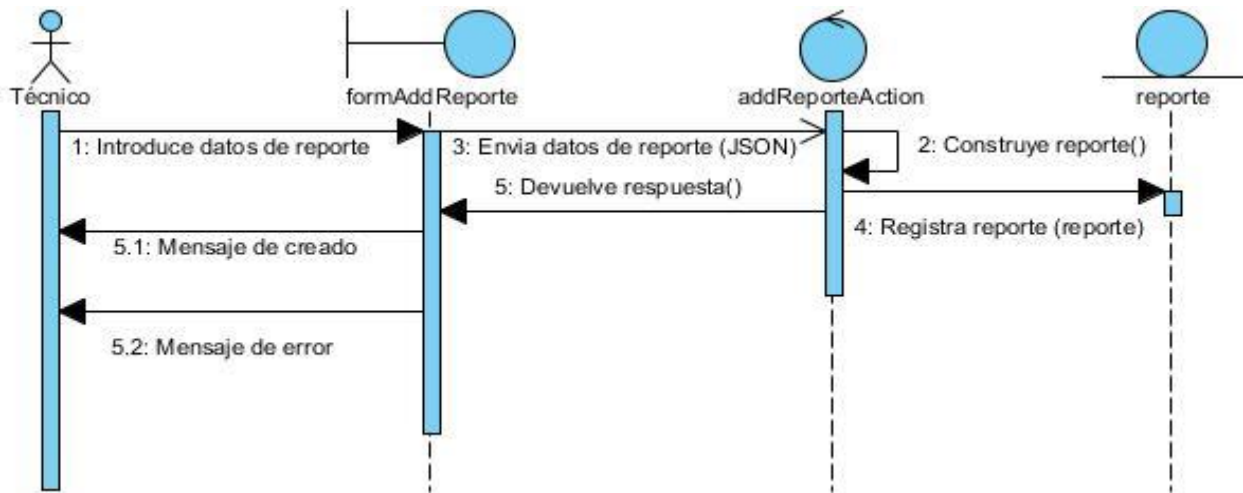 Técnico
formAddReporte
addReporteAction
reporte
1: Introduce datos de reporte
3: Envia datos de reporte (JSON)
2: Construye reporte()
5: Devuelve respuesta()
4: Registra reporte (reporte)
5.1: Mensaje de creado
5.2: Mensaje de error